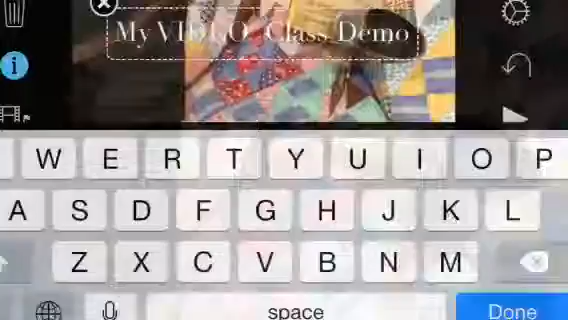 My VIDEO Class Demo
W E R T Y U I O P
A S D F G H J K L
Z X C V B N M
space Done